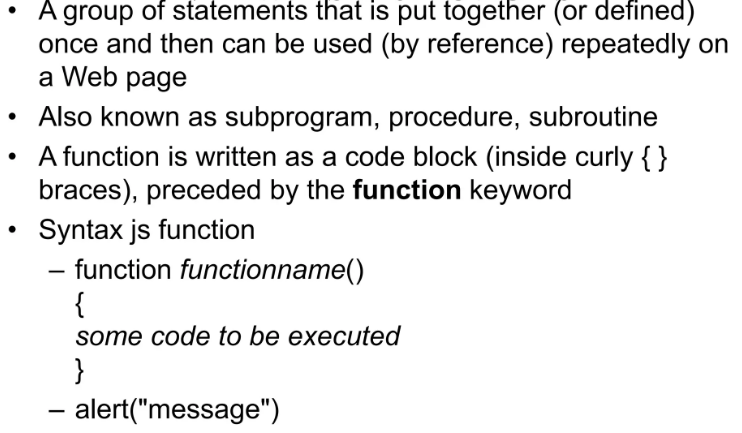 • A group of statements that is put together (or defined)
once and then can be used (by reference) repeatedly on
a Web page
• Also known as subprogram, procedure, subroutine
• A function is written as a code block (inside curly { }
braces), preceded by the function keyword
• Syntax js function
– function functionname()
{
some code to be executed
}
– alert("message")